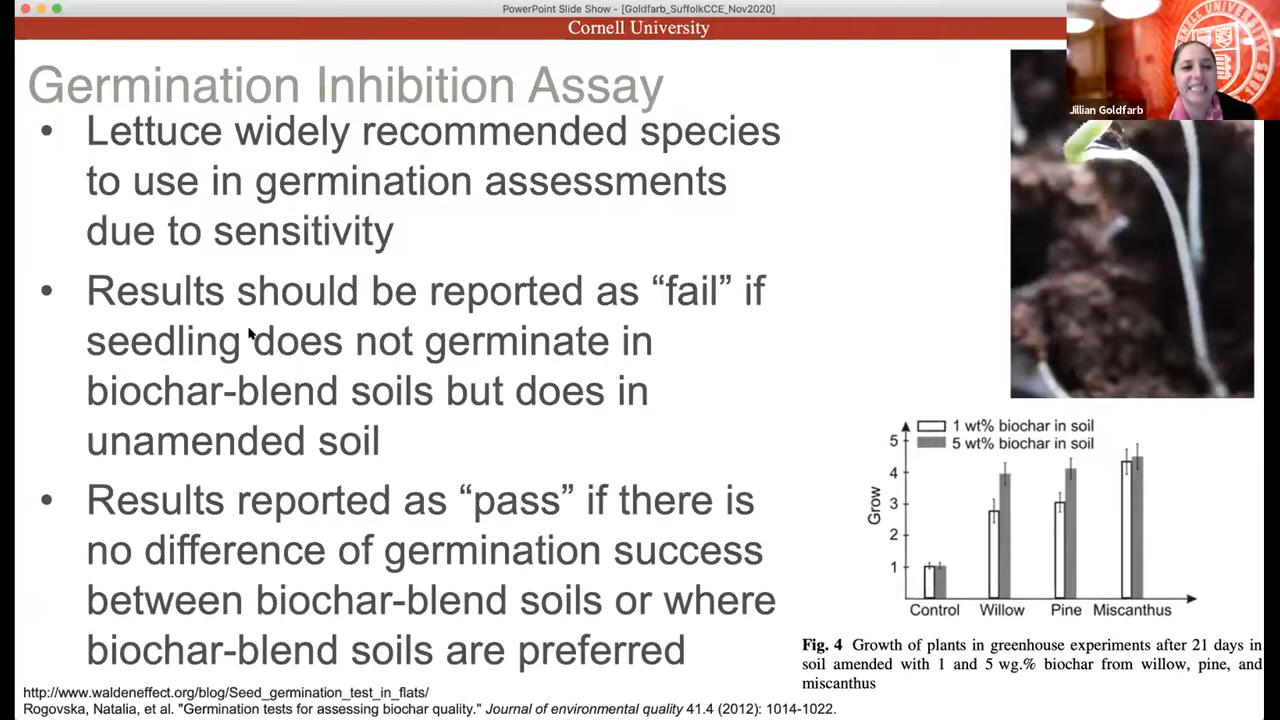 PowerPoint Slide Show - [Goldfarb_SuffolkCCE_Nov2020]
Cornell University
Jillian Goldfarb
Germination Inhibition Assay
• Lettuce widely recommended species
to use in germination assessments
due to sensitivity
• Results should be reported as “fail” if
seedling does not germinate in
biochar-blend soils but does in
unamended soil
• Results reported as “pass” if there is
no difference of germination success
between biochar-blend soils or where
biochar-blend soils are preferred
1 wt% biochar in soil
5 wt% biochar in soil
Grow
5
4
3
2
1
Control Willow Pine Miscanthus
Fig. 4 Growth of plants in greenhouse experiments after 21 days in
soil amended with 1 and 5 wg.% biochar from willow, pine, and
miscanthus
http://www.waldeneffect.org/blog/Seed_germination_test_in_flats/
Rogovska, Natalia, et al. "Germination tests for assessing biochar quality." Journal of environmental quality 41.4 (2012): 1014-1022.